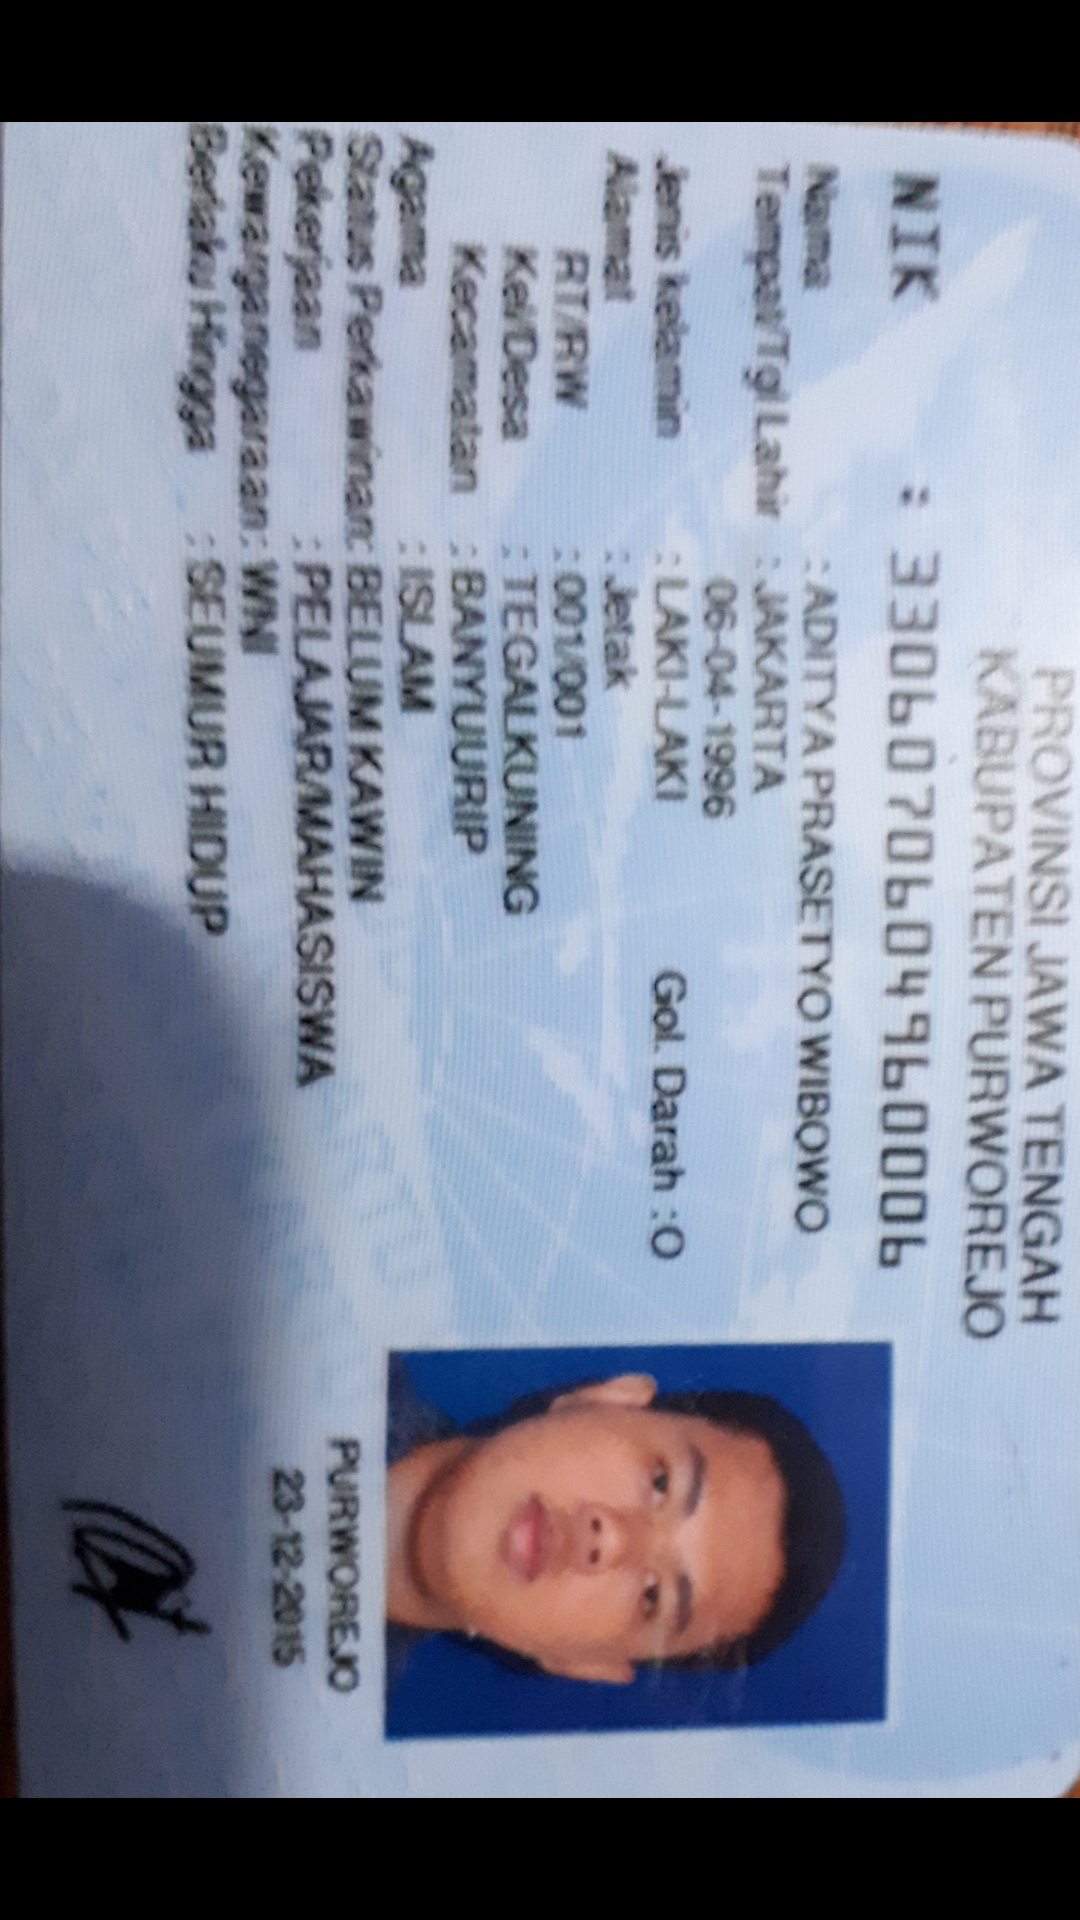 PROVINSI JAWA TENGAH
KABUPATEN PURWOREJO
NIK : 3306070604960006
Nama : ADITYA PRASETYO WIBOWO
Tempat/Tgl Lahir : JAKARTA
06-04-1996
Jenis kelamin : LAKI-LAKI Gol. Darah : O
Alamat : Jetak
RT/RW : 001/001
Kel/Desa : TEGALKUNING
Kecamatan : BANYUURIP
Agama : ISLAM
Status Perkawinan: BELUM KAWIN
Pekerjaan : PELAJAR/MAHASISWA
Kewarganegaraan: WNI
Berlaku Hingga : SEUMUR HIDUP
PURWOREJO
23-12-2015